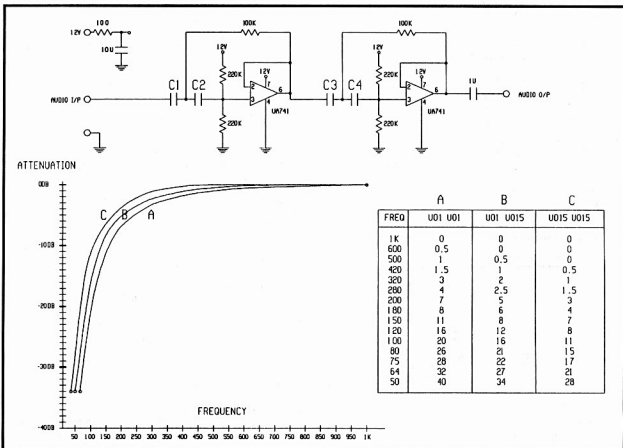 100K
100K
12V
100
10U
12V
12V
C1
C2
220K
12V
2
7
6
3
4
C3
C4
220K
12V
2
7
6
3
4
1U
AUDIO I/P
AUDIO O/P
220K
UA741
220K
UA741
ATTENUATION
0DB
-10DB
-20DB
-30DB
-40DB
C B A
FREQUENCY
50 100 150 200 250 300 350 400 450 500 550 600 650 700 750 800 850 900 950 1K
A B C
FREQ U01 U01 U01 U015 U015 U015
1K 0 0 0
600 0.5 0 0
500 1 0.5 0
420 1.5 1 0.5
320 3 2 1
280 4 2.5 1.5
200 7 5 3
180 8 6 4
150 11 8 7
120 16 12 8
100 20 16 11
80 26 21 15
75 28 22 17
64 32 27 21
50 40 34 28